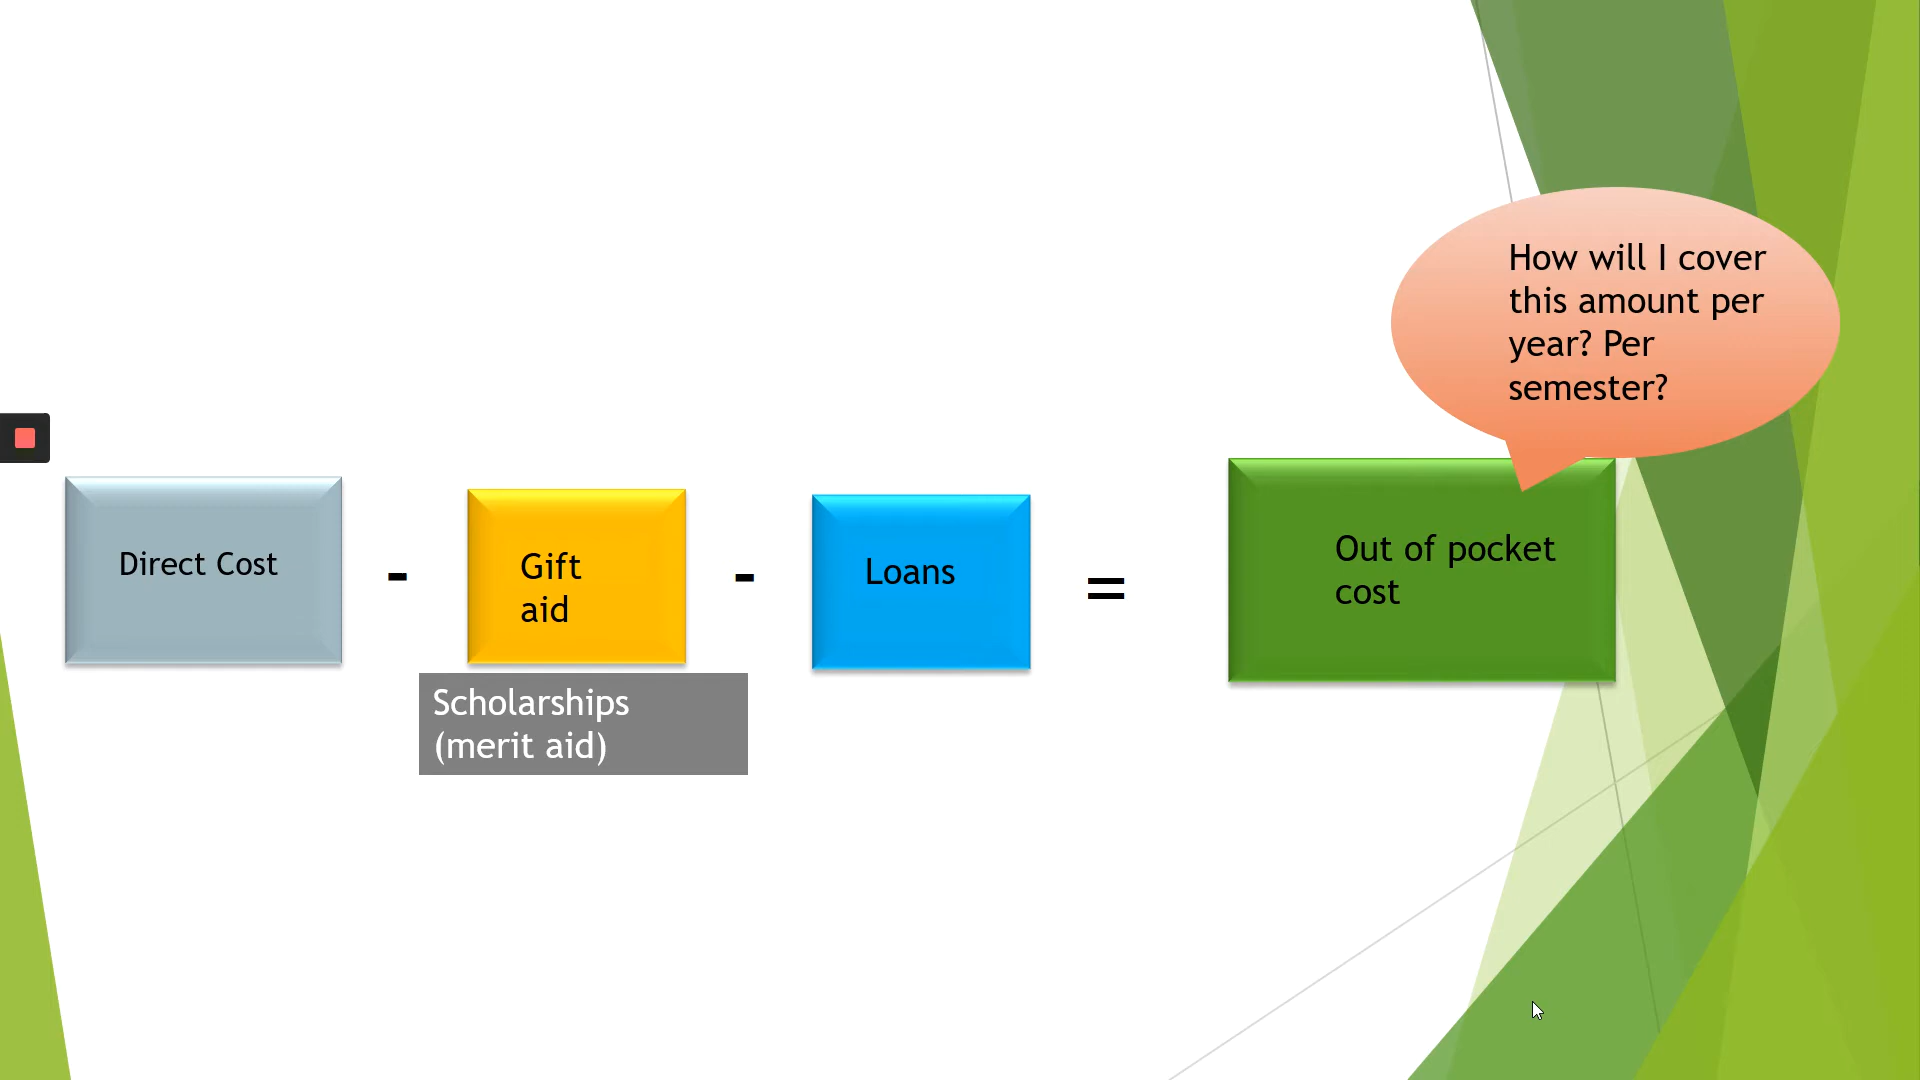 How will I cover
this amount per
year? Per
semester?
Direct Cost
-
Gift
aid
-
Loans
=
Out of pocket
cost
Scholarships
(merit aid)